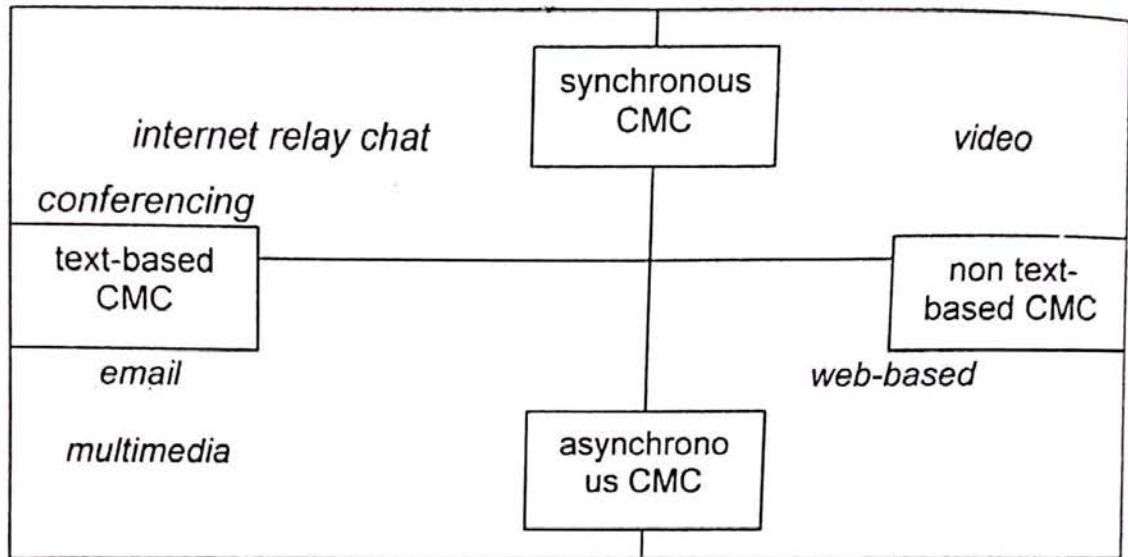 synchronous
CMC
internet relay chat
video
conferencing
text-based
CMC
non text-
based CMC
email
web-based
multimedia
asynchrono
us CMC